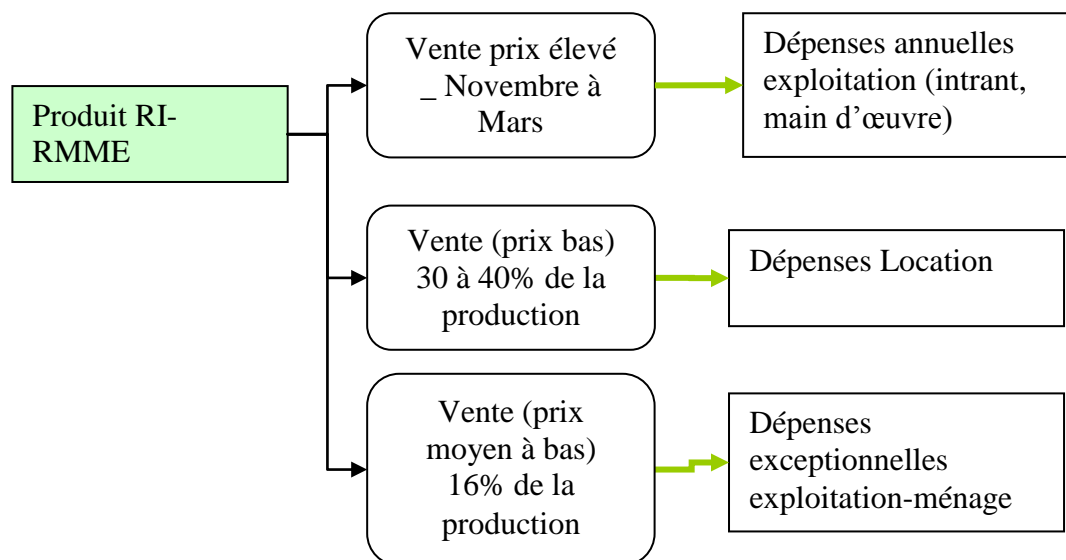 Produit RI-
RMME
Vente prix élevé
_ Novembre à
Mars
Dépenses annuelles
exploitation (intrant,
main d’œuvre)
Vente (prix bas)
30 à 40% de la
production
Dépenses Location
Vente (prix
moyen à bas)
16% de la
production
Dépenses
exceptionnelles
exploitation-ménage